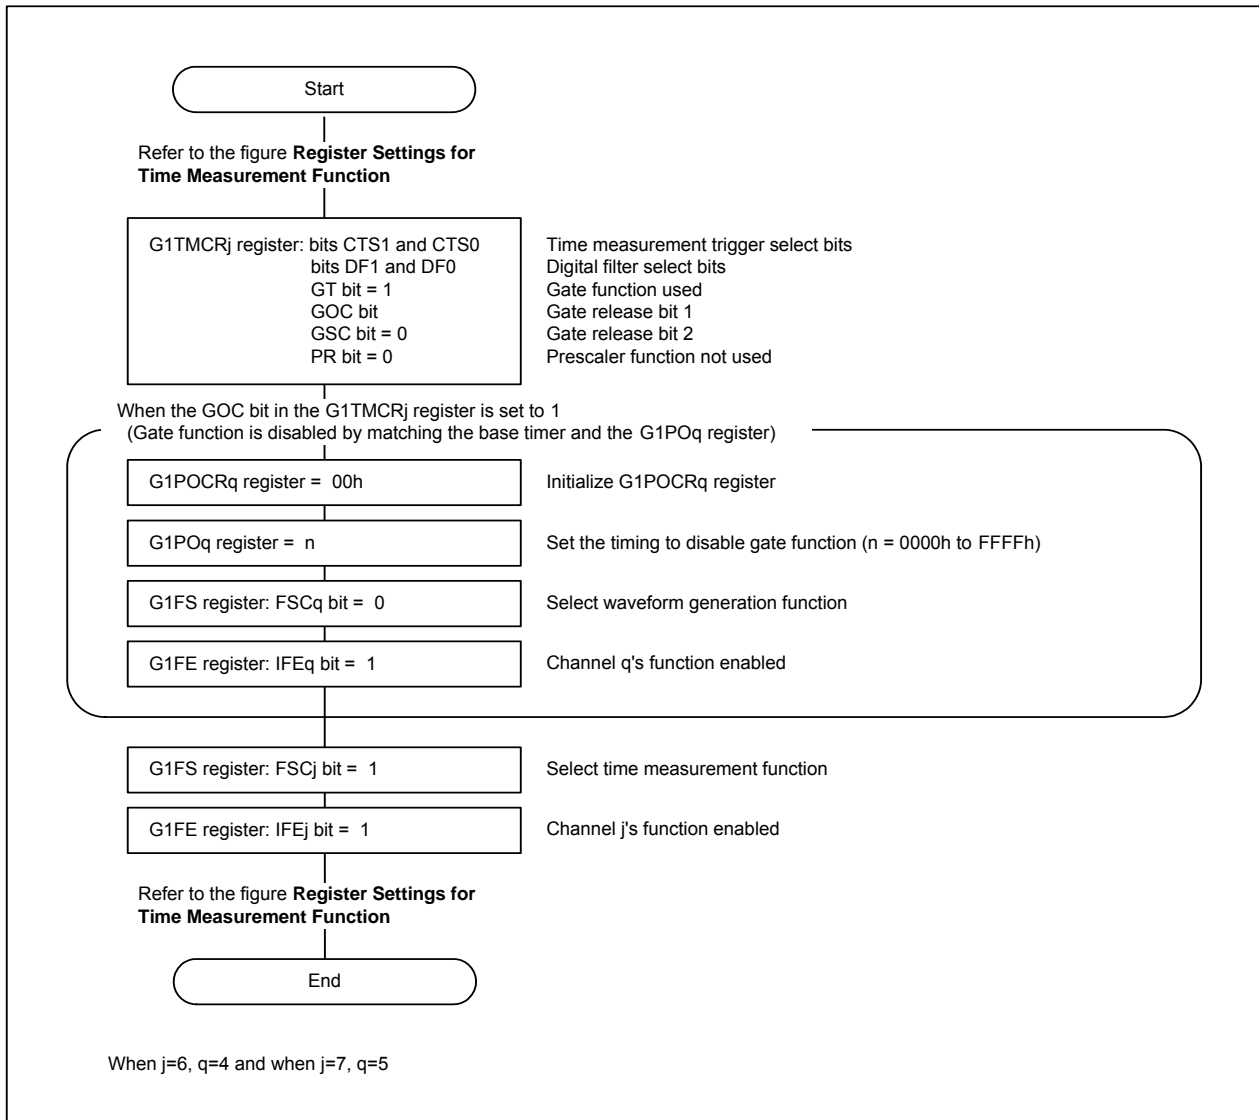 Start
Refer to the figure Register Settings for
Time Measurement Function
G1TMCRj register: bits CTS1 and CTS0 Time measurement trigger select bits
bits DF1 and DF0 Digital filter select bits
GT bit = 1 Gate function used
GOC bit Gate release bit 1
GSC bit = 0 Gate release bit 2
PR bit = 0 Prescaler function not used
When the GOC bit in the G1TMCRj register is set to 1
(Gate function is disabled by matching the base timer and the G1POq register)
G1POCRq register = 00h Initialize G1POCRq register
G1POq register = n Set the timing to disable gate function (n = 0000h to FFFFh)
G1FS register: FSCq bit = 0 Select waveform generation function
G1FE register: IFEq bit = 1 Channel q's function enabled
G1FS register: FSCj bit = 1 Select time measurement function
G1FE register: IFEj bit = 1 Channel j's function enabled
Refer to the figure Register Settings for
Time Measurement Function
End
When j=6, q=4 and when j=7, q=5